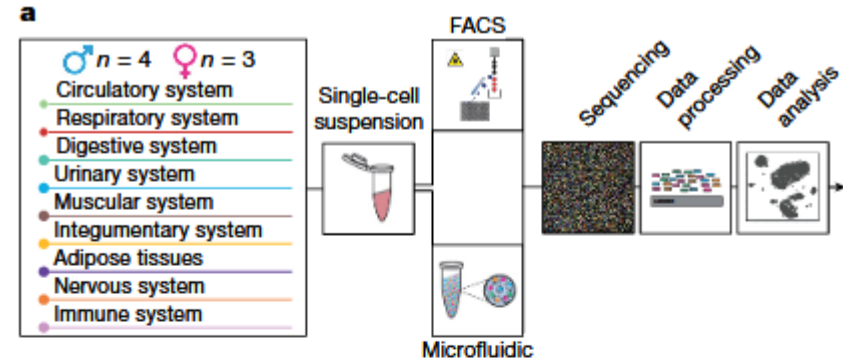 a
♂ n = 4 ♀ n = 3
Circulatory system
Respiratory system
Digestive system
Urinary system
Muscular system
Integumentary system
Adipose tissues
Nervous system
Immune system
Single-cell
suspension
FACS
Microfluidic
Sequencing
Data
processing
Data
analysis